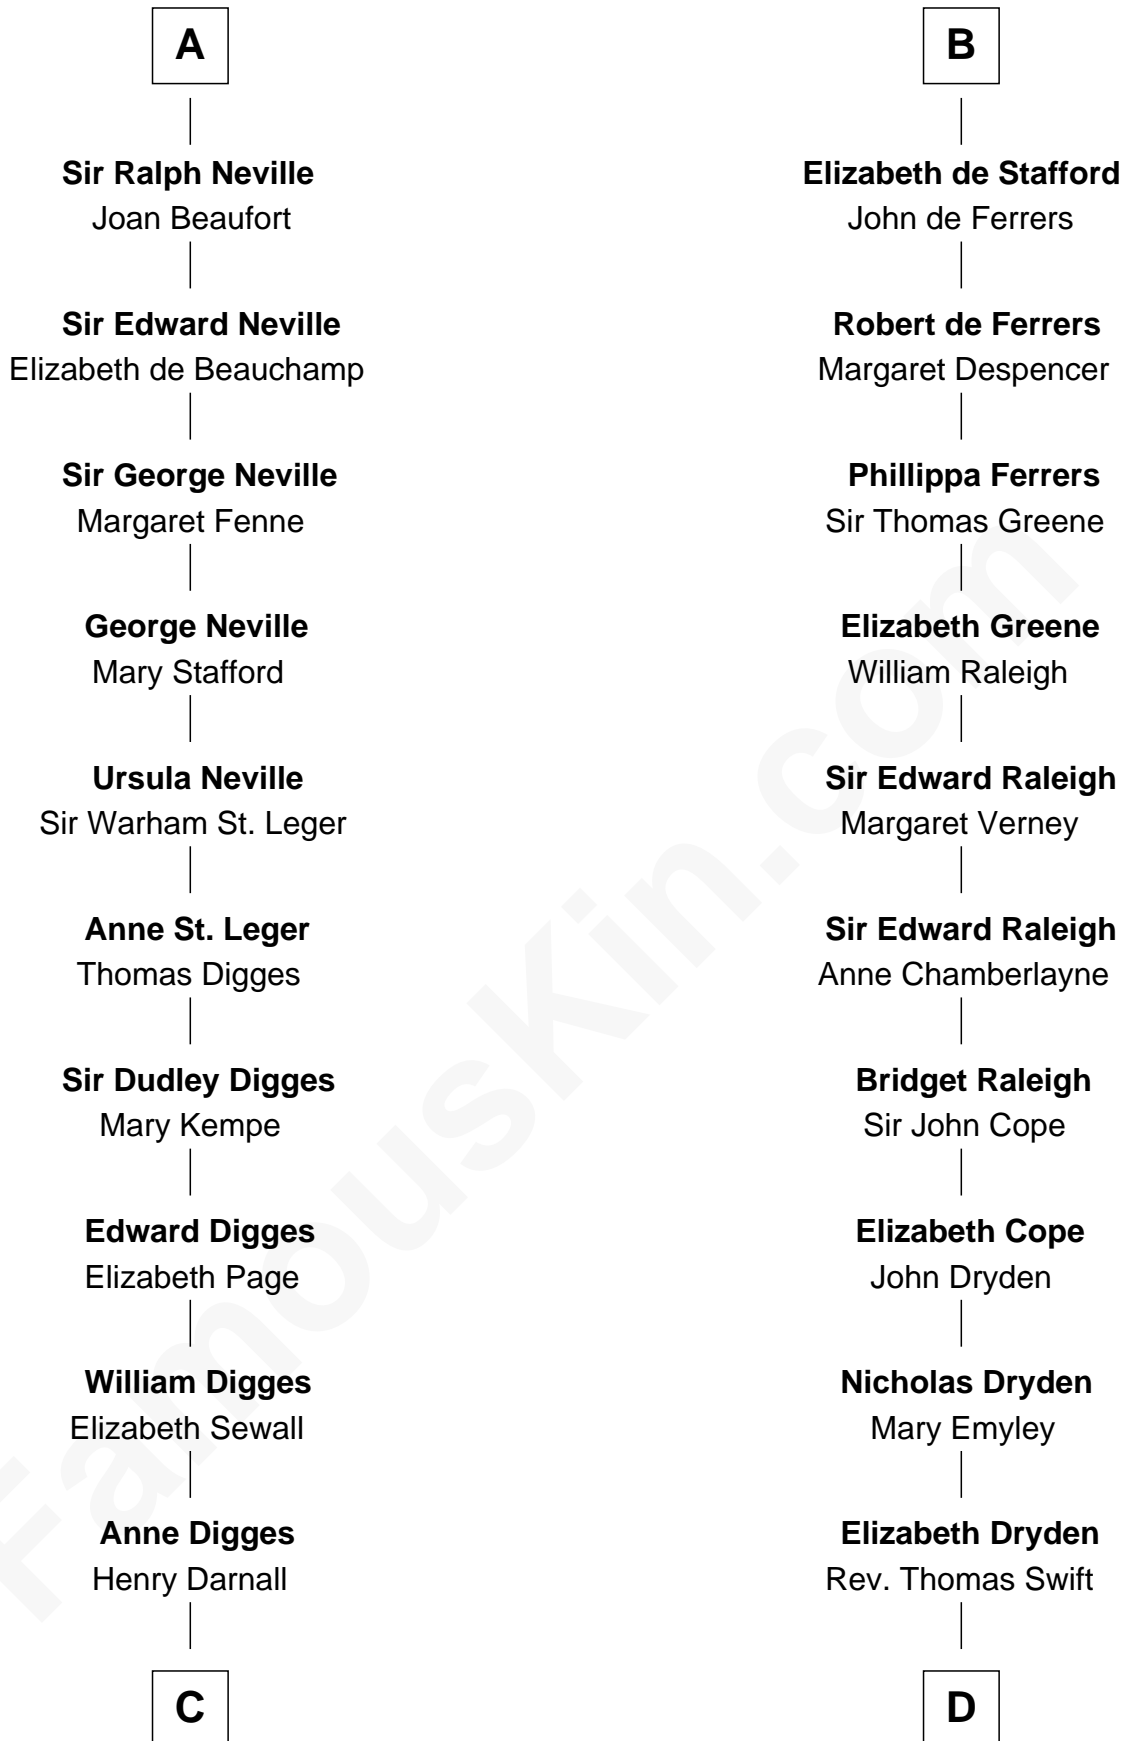 A
Sir Ralph Neville
Joan Beaufort
Sir Edward Neville
Elizabeth de Beauchamp
Sir George Neville
Margaret Fenne
George Neville
Mary Stafford
Ursula Neville
Sir Warham St. Leger
Anne St. Leger
Thomas Digges
Sir Dudley Digges
Mary Kempe
Edward Digges
Elizabeth Page
William Digges
Elizabeth Sewall
Anne Digges
Henry Darnall
C
B
Elizabeth de Stafford
John de Ferrers
Robert de Ferrers
Margaret Despencer
Phillippa Ferrers
Sir Thomas Greene
Elizabeth Greene
William Raleigh
Sir Edward Raleigh
Margaret Verney
Sir Edward Raleigh
Anne Chamberlayne
Bridget Raleigh
Sir John Cope
Elizabeth Cope
John Dryden
Nicholas Dryden
Mary Emyley
Elizabeth Dryden
Rev. Thomas Swift
D
FamousKin.com